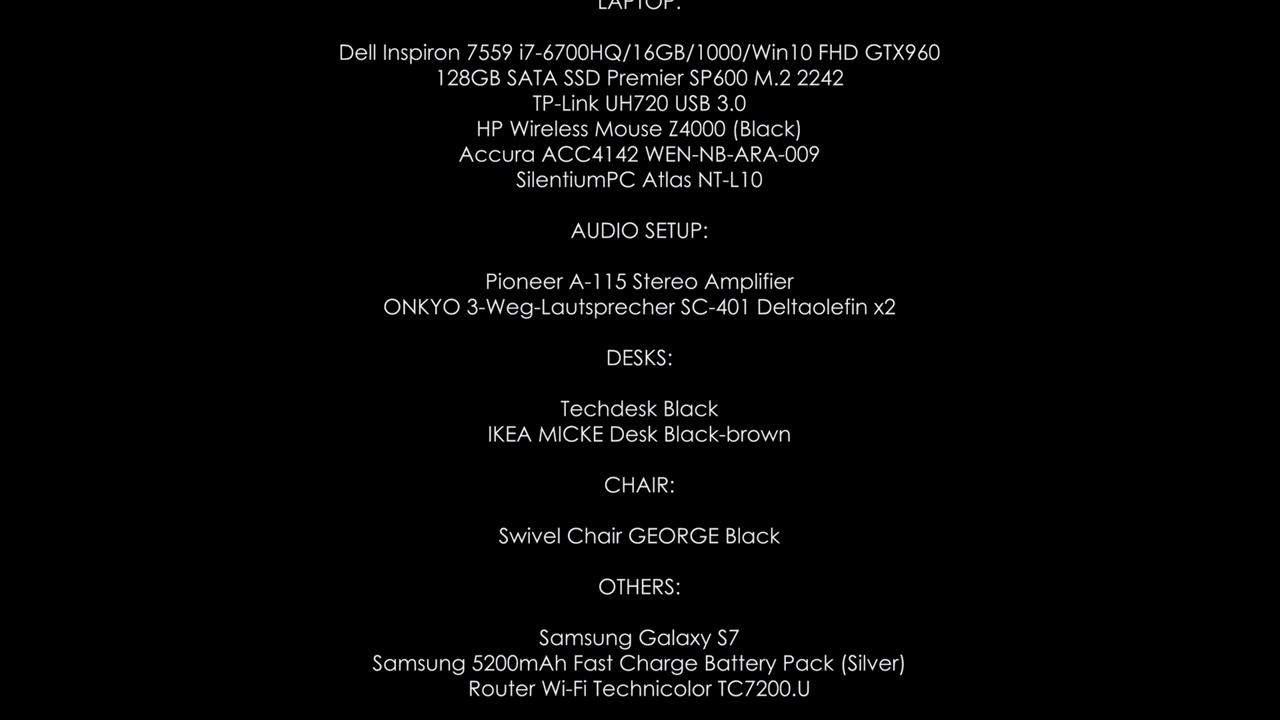 LAPTOP:
Dell Inspiron 7559 i7-6700HQ/16GB/1000/Win10 FHD GTX960
128GB SATA SSD Premier SP600 M.2 2242
TP-Link UH720 USB 3.0
HP Wireless Mouse Z4000 (Black)
Accura ACC4142 WEN-NB-ARA-009
SilentiumPC Atlas NT-L10
AUDIO SETUP:
Pioneer A-115 Stereo Amplifier
ONKYO 3-Weg-Lautsprecher SC-401 Deltaolefin x2
DESKS:
Techdesk Black
IKEA MICKE Desk Black-brown
CHAIR:
Swivel Chair GEORGE Black
OTHERS:
Samsung Galaxy S7
Samsung 5200mAh Fast Charge Battery Pack (Silver)
Router Wi-Fi Technicolor TC7200.U